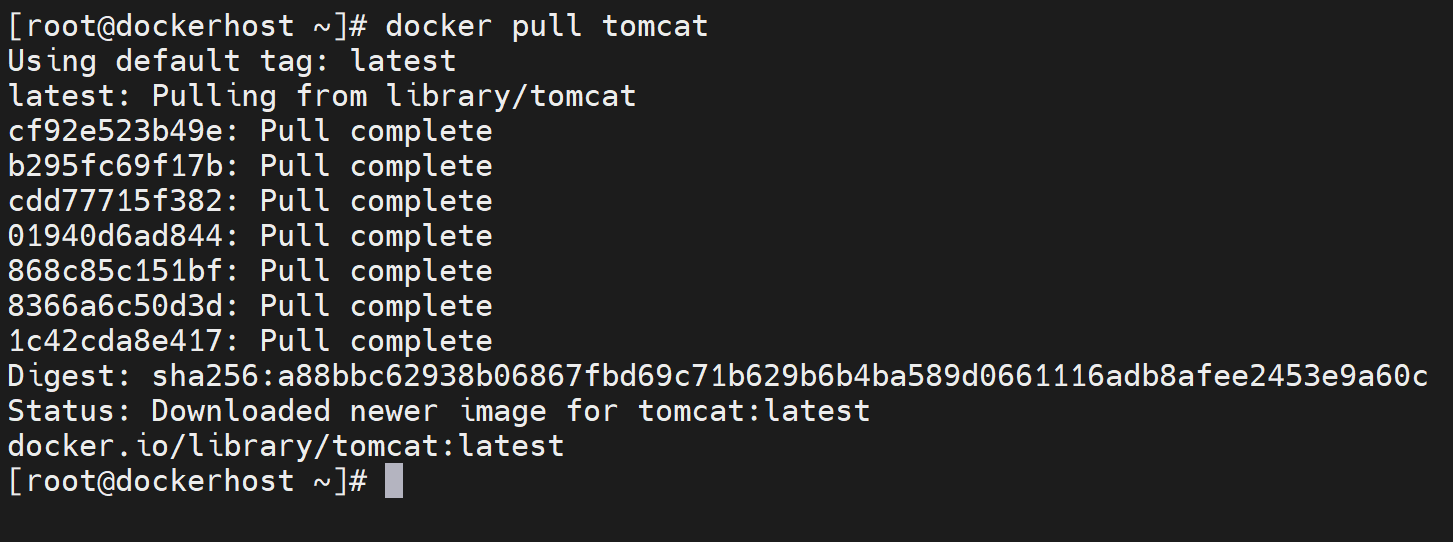 [root@dockerhost ~]# docker pull tomcat
Using default tag: latest
latest: Pulling from library/tomcat
cf92e523b49e: Pull complete
b295fc69f17b: Pull complete
cdd77715f382: Pull complete
01940d6ad844: Pull complete
868c85c151bf: Pull complete
8366a6c50d3d: Pull complete
1c42cda8e417: Pull complete
Digest: sha256:a88bbc62938b06867fbd69c71b629b6b4ba589d0661116adb8afee2453e9a60c
Status: Downloaded newer image for tomcat:latest
docker.io/library/tomcat:latest
[root@dockerhost ~]#